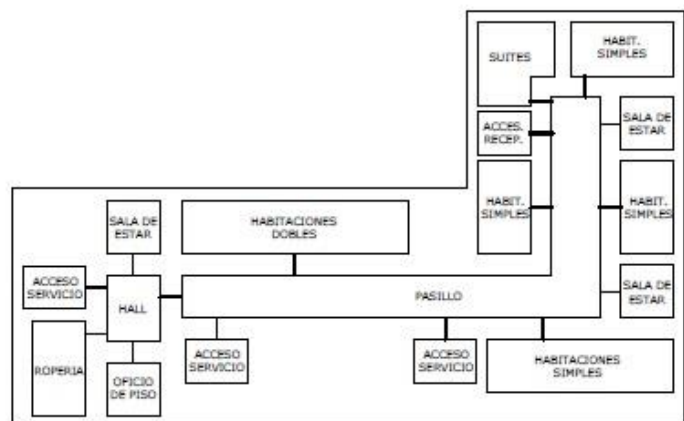 SUITES
HABIT.
SIMPLES
ACCES.
RECEP.
SALA DE
ESTAR
HABIT.
SIMPLES
HABIT.
SIMPLES
SALA DE
ESTAR
HABITACIONES
DOBLES
ACCESO
SERVICIO
HALL
PASILLO
SALA DE
ESTAR
ROPERIA
OFICIO
DE PISO
ACCESO
SERVICIO
ACCESO
SERVICIO
HABITACIONES
SIMPLES